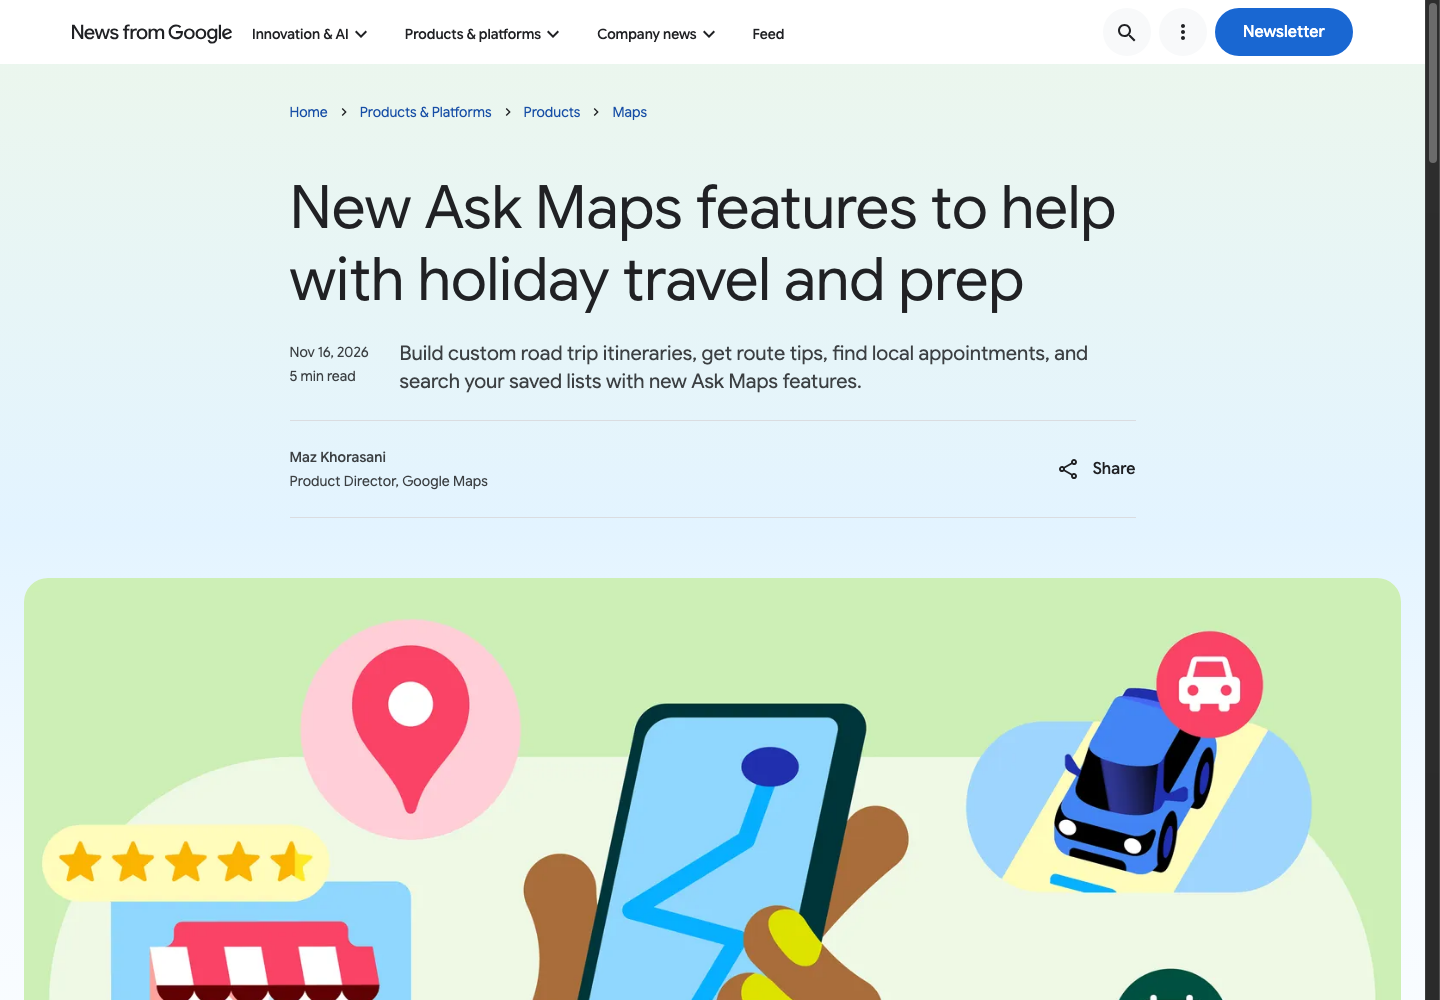 News from Google
Innovation & AI
Products & platforms
Company news
Feed
Newsletter
Home
Products & Platforms
Products
Maps
New Ask Maps features to help
with holiday travel and prep
Nov 16, 2026
5 min read
Build custom road trip itineraries, get route tips, find local appointments, and
search your saved lists with new Ask Maps features.
Maz Khorasani
Product Director, Google Maps
Share